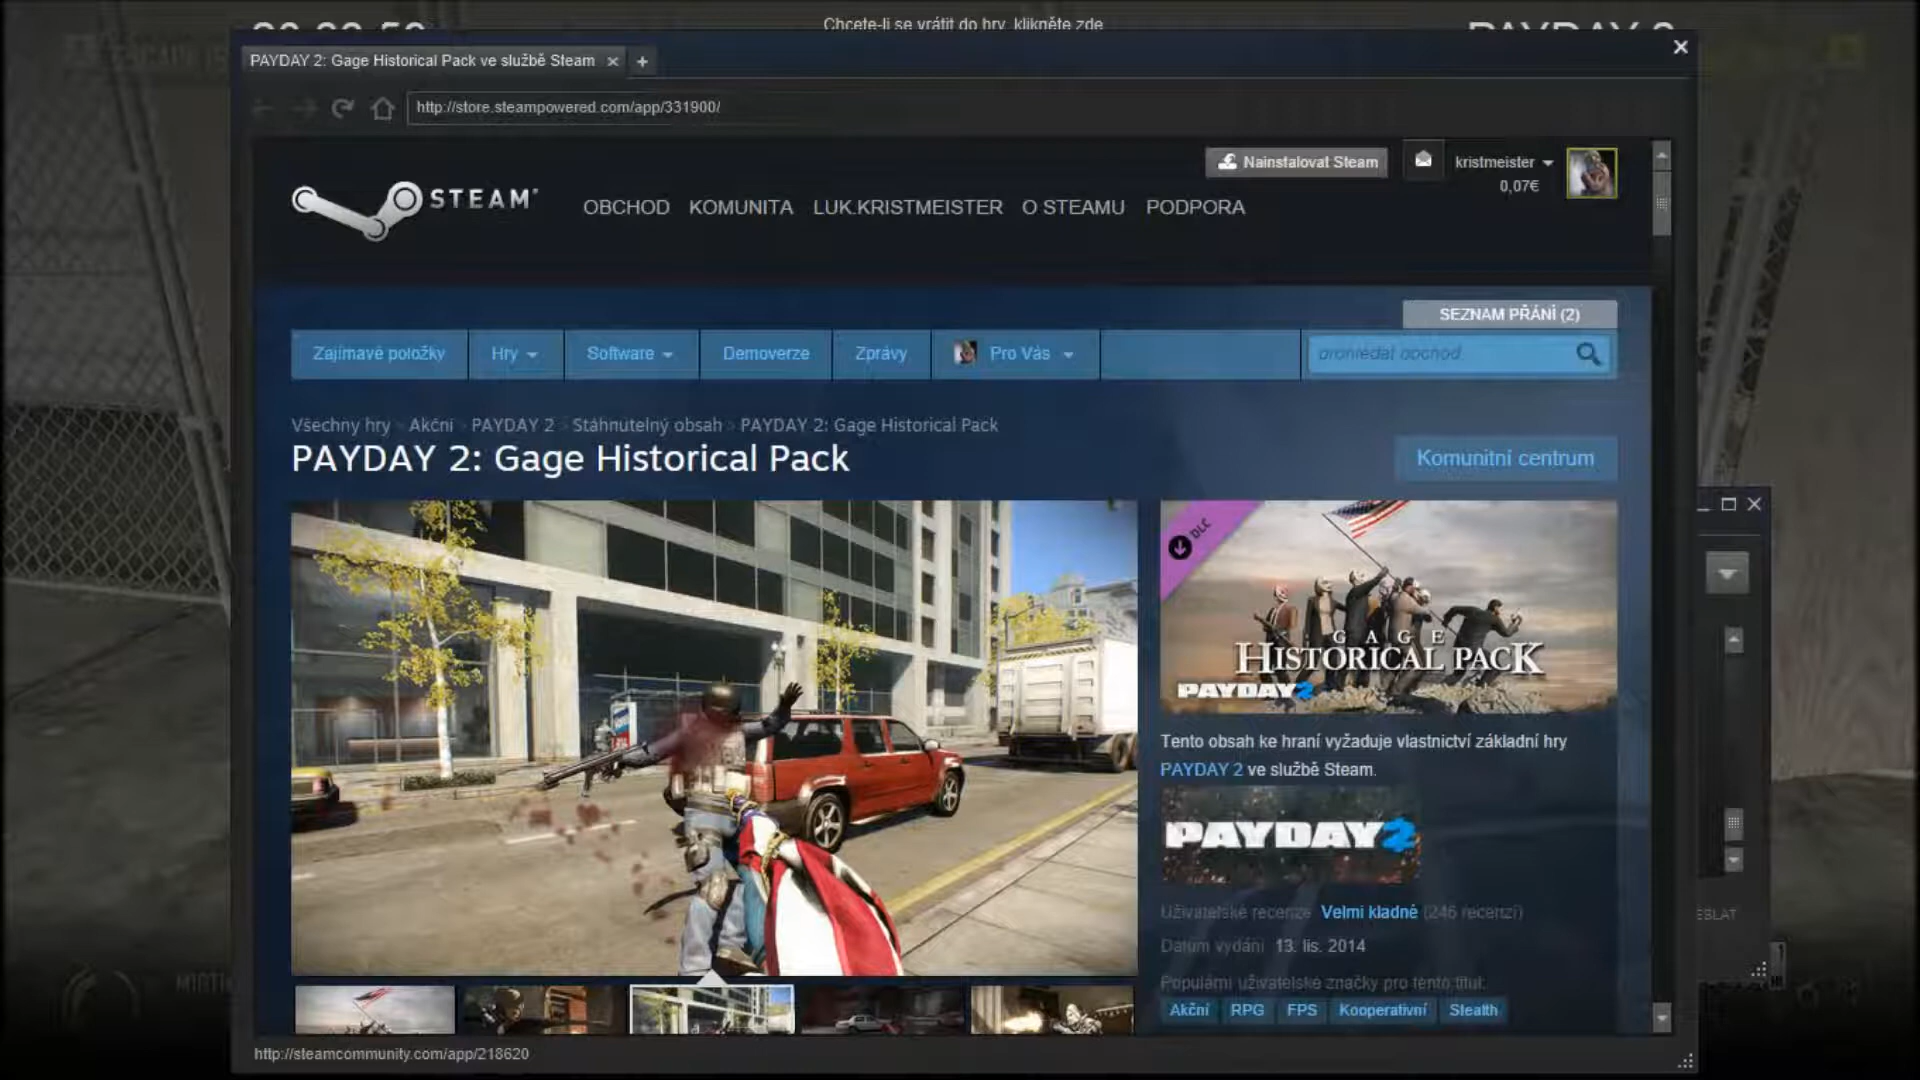 Chcete-li se vrátit do hry, klikněte zde
PAYDAY 2
PAYDAY 2: Gage Historical Pack ve službě Steam
http://store.steampowered.com/app/331900/
Nainstalovat Steam
kristmeister
0,07€
STEAM
OBCHOD KOMUNITA LUK.KRISTMEISTER O STEAMU PODPORA
SEZNAM PŘÁNÍ (2)
Zajímavé položky Hry Software Demoverze Zprávy Pro Vás prohledat obchod
Všechny hry > Akční > PAYDAY 2 > Stáhnutelný obsah > PAYDAY 2: Gage Historical Pack
PAYDAY 2: Gage Historical Pack
Komunitní centrum
DLC
GAGE
HISTORICAL PACK
PAYDAY 2
Tento obsah ke hraní vyžaduje vlastnictví základní hry
PAYDAY 2 ve službě Steam.
PAYDAY 2
Uživatelské recenze: Velmi kladné (246 recenzí)
Datum vydání: 13. lis. 2014
Populární uživatelské značky pro tento titul:
Akční RPG FPS Kooperativní Stealth
http://steamcommunity.com/app/218620